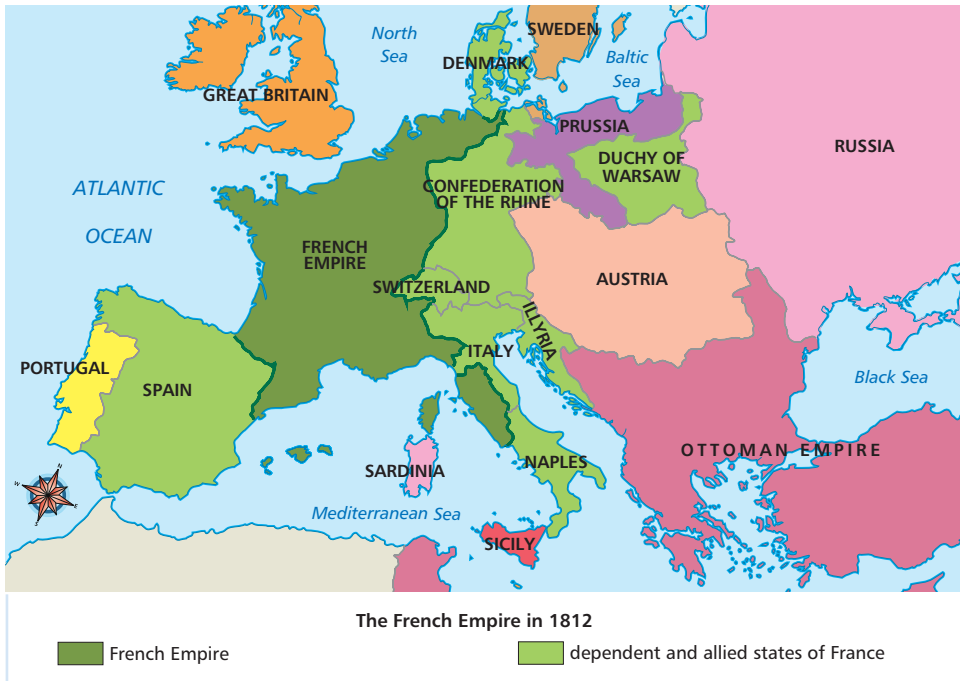 North
Sea
SWEDEN
Baltic
Sea
DENMARK
GREAT BRITAIN
PRUSSIA
RUSSIA
DUCHY OF
WARSAW
ATLANTIC
OCEAN
CONFEDERATION
OF THE RHINE
FRENCH
EMPIRE
SWITZERLAND
AUSTRIA
ILLYRIA
ITALY
PORTUGAL
SPAIN
Black Sea
OTTOMAN EMPIRE
NAPLES
SARDINIA
Mediterranean Sea
SICILY
N
W
E
S
The French Empire in 1812
French Empire
dependent and allied states of France